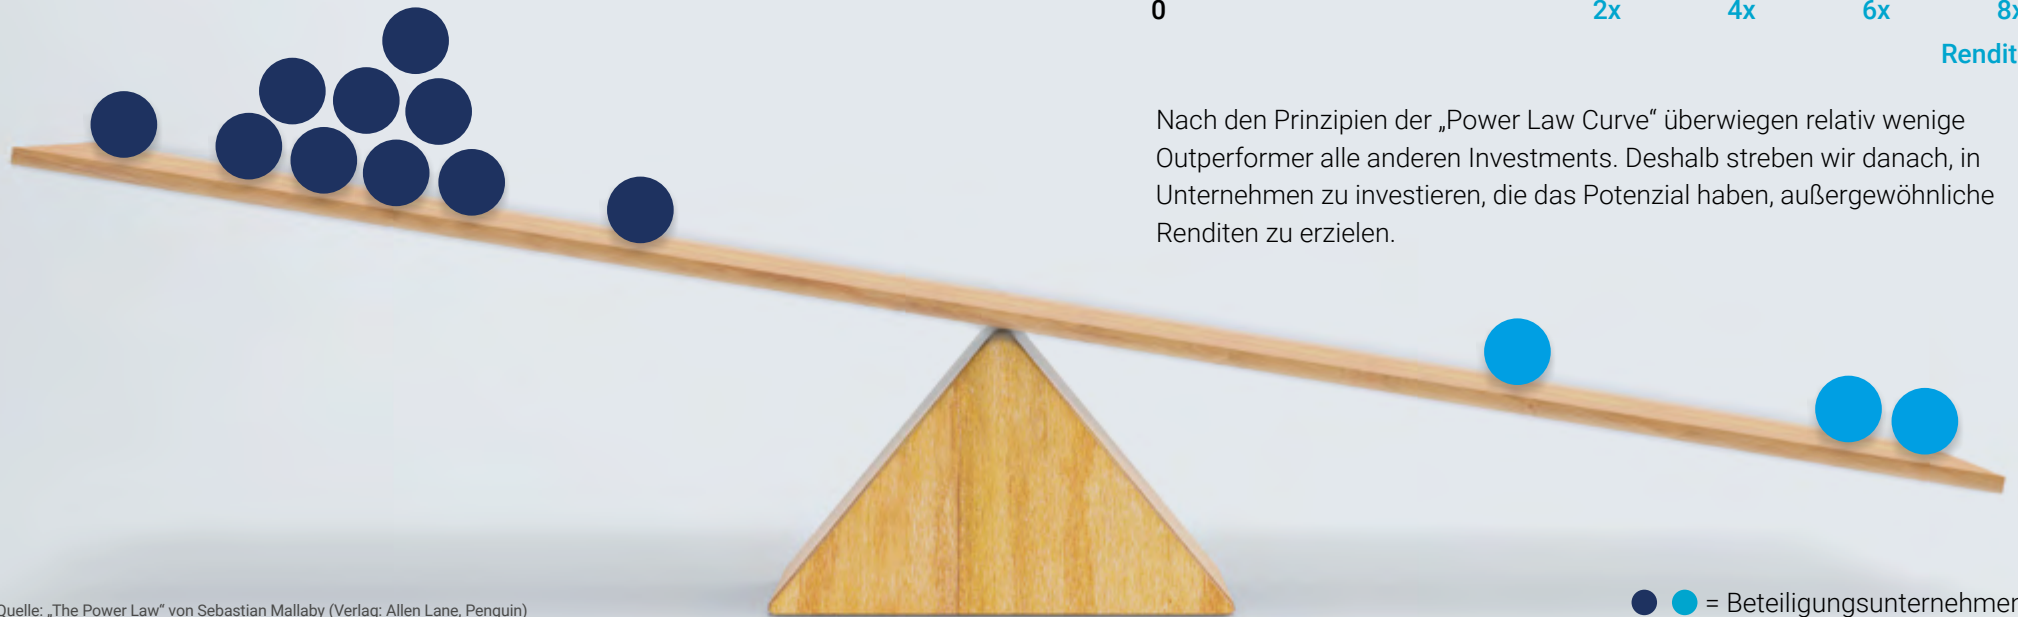 0 2x 4x 6x 8x
Rendit
Nach den Prinzipien der „Power Law Curve“ überwiegen relativ wenige
Outperformer alle anderen Investments. Deshalb streben wir danach, in
Unternehmen zu investieren, die das Potenzial haben, außergewöhnliche
Renditen zu erzielen.
Quelle: „The Power Law“ von Sebastian Mallaby (Verlag: Allen Lane, Penguin)
= Beteiligungsunternehmen